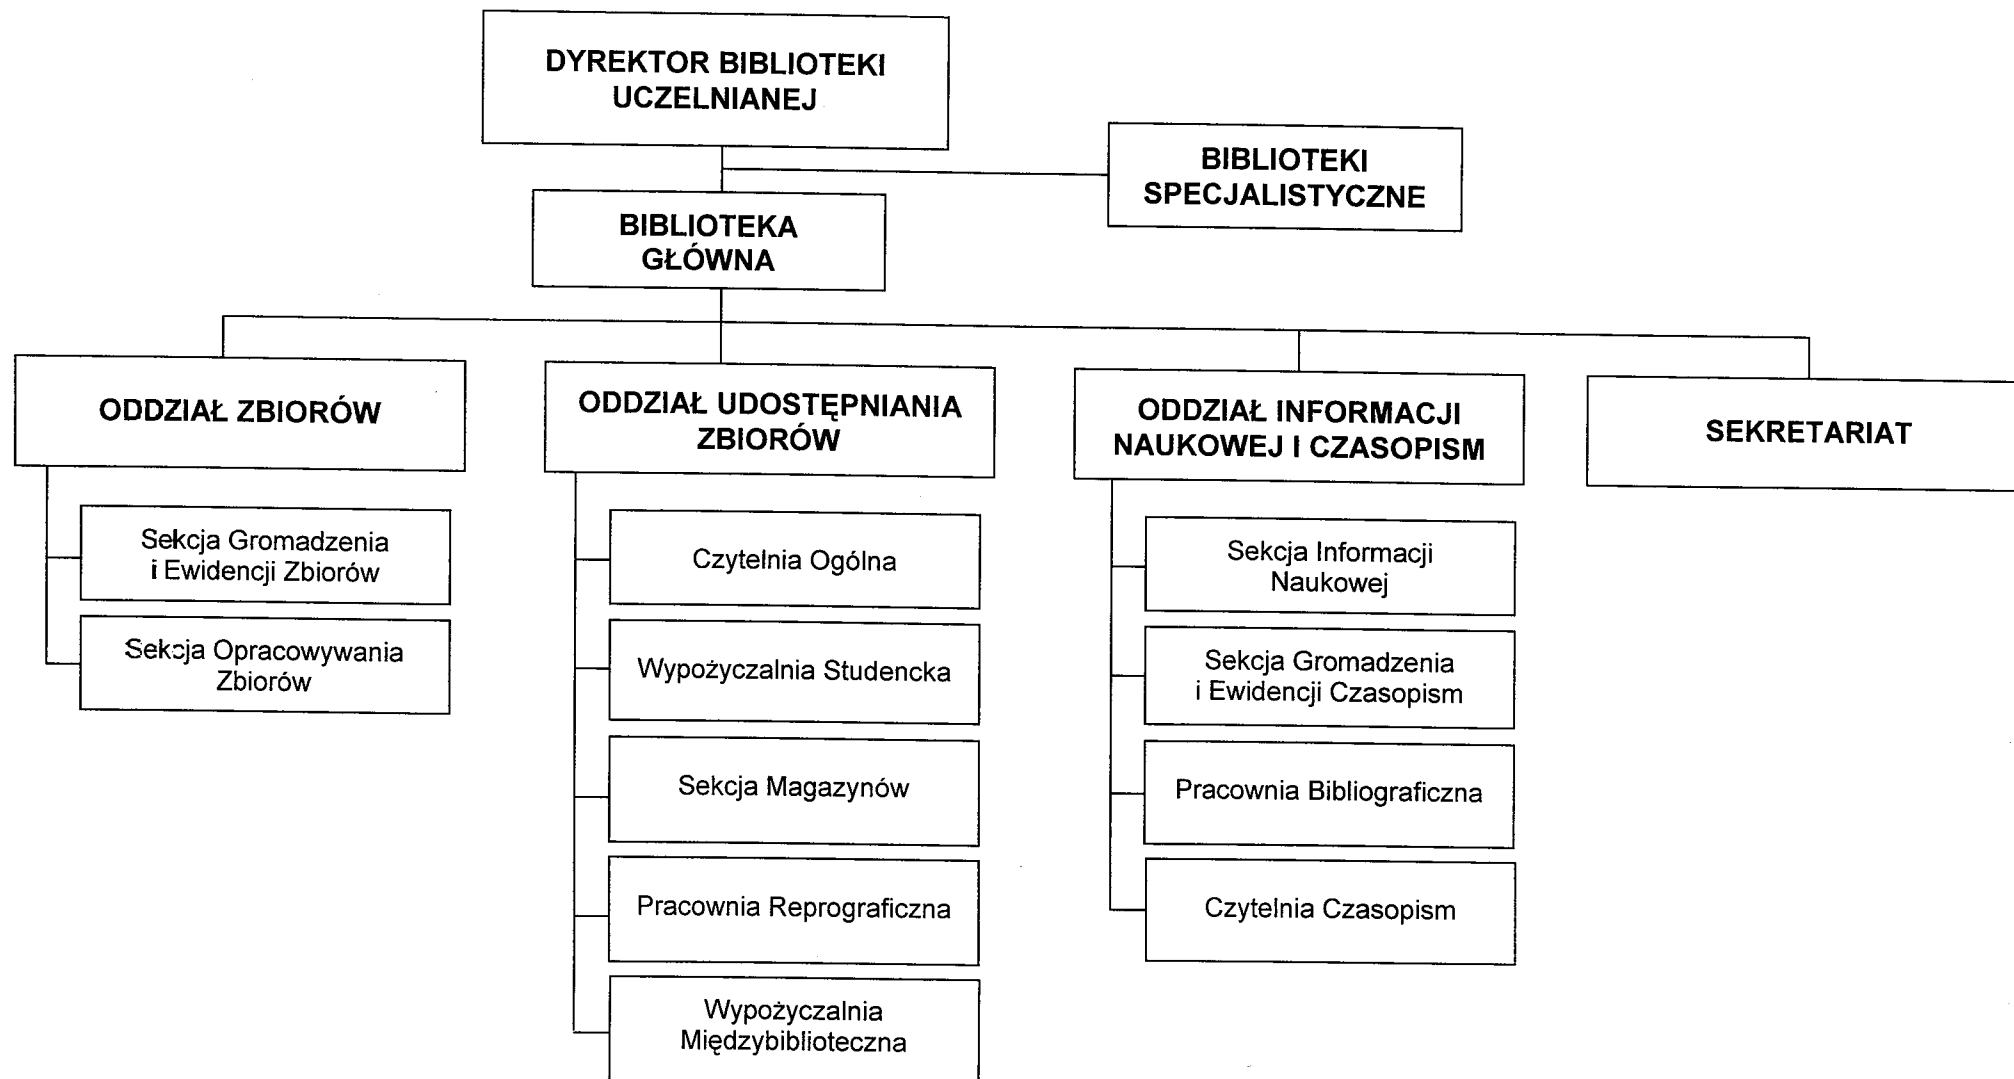 DYREKTOR BIBLIOTEKI
UCZELNIANEJ
BIBLIOTEKI
SPECJALISTYCZNE
BIBLIOTEKA
GŁÓWNA
ODDZIAŁ ZBIORÓW
Sekcja Gromadzenia
i Ewidencji Zbiorów
Sekcja Opracowywania
Zbiorów
ODDZIAŁ UDOSTĘPNIANIA
ZBIORÓW
Czytelnia Ogólna
Wypożyczalnia Studencka
Sekcja Magazynów
Pracownia Reprograficzna
Wypożyczalnia
Międzybiblioteczna
ODDZIAŁ INFORMACJI
NAUKOWEJ I CZASOPISM
Sekcja Informacji
Naukowej
Sekcja Gromadzenia
i Ewidencji Czasopism
Pracownia Bibliograficzna
Czytelnia Czasopism
SEKRETARIAT